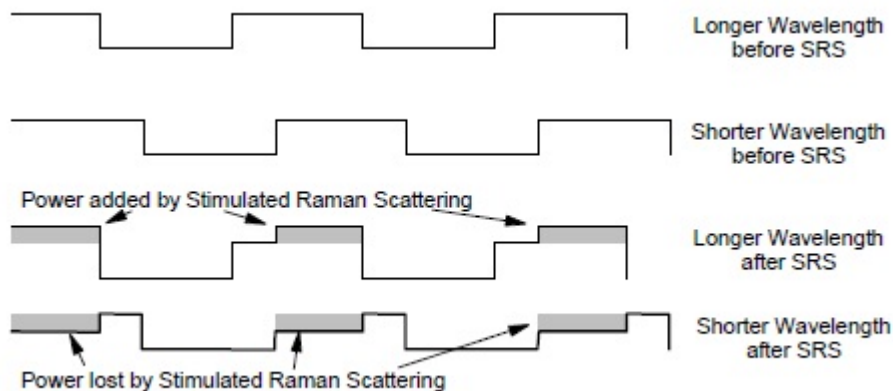 Longer Wavelength
before SRS
Shorter Wavelength
before SRS
Power added by Stimulated Raman Scattering
Longer Wavelength
after SRS
Shorter Wavelength
after SRS
Power lost by Stimulated Raman Scattering